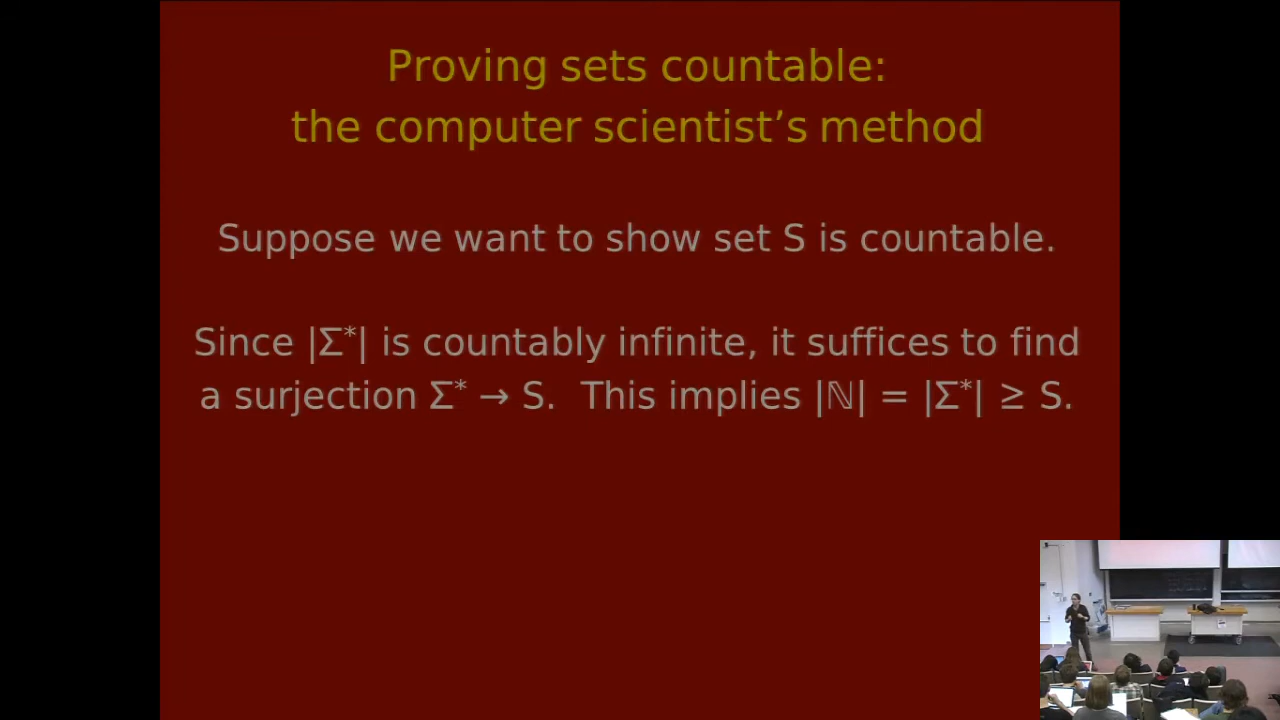 Proving sets countable:
the computer scientist’s method
Suppose we want to show set S is countable.
Since |Σ*| is countably infinite, it suffices to find
a surjection Σ* → S. This implies |ℕ| = |Σ*| ≥ S.